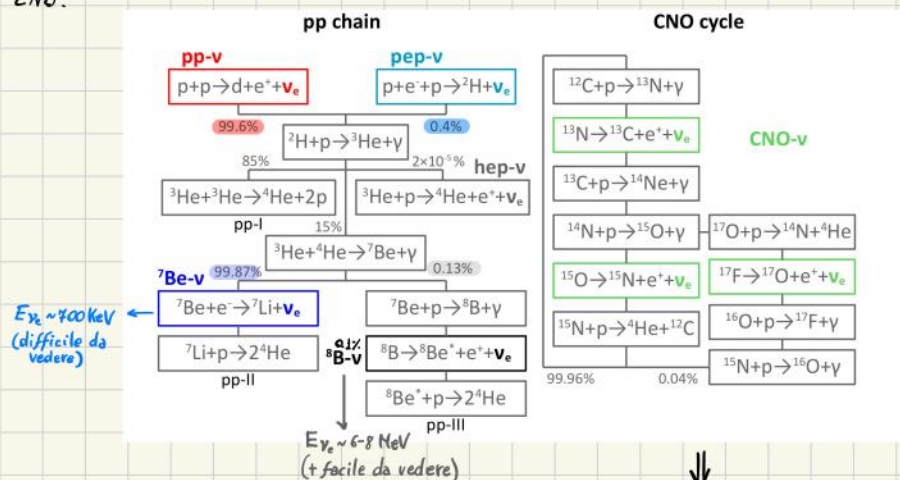 CNO.
pp chain
CNO cycle
pp-ν
pep-ν
p+p→d+e⁺+νₑ
p+e⁻+p→²H+νₑ
99.6%
0.4%
²H+p→³He+γ
85%
2×10⁻⁵%
hep-ν
³He+³He→⁴He+2p
³He+p→⁴He+e⁺+νₑ
pp-I
15%
³He+⁴He→⁷Be+γ
⁷Be-ν
99.87%
0.13%
⁷Be+e⁻→⁷Li+νₑ
⁷Be+p→⁸B+γ
Eνₑ ~ 700 KeV
(difficile da
vedere)
⁷Li+p→2⁴He
0.1%
⁸B-ν
⁸B→⁸Be*+e⁺+νₑ
pp-II
⁸Be*+p→2⁴He
pp-III
Eνₑ ~ 6-8 MeV
(+ facile da vedere)
¹²C+p→¹³N+γ
¹³N→¹³C+e⁺+νₑ
CNO-ν
¹³C+p→¹⁴Ne+γ
¹⁴N+p→¹⁵O+γ
¹⁷O+p→¹⁴N+⁴He
¹⁵O→¹⁵N+e⁺+νₑ
¹⁷F→¹⁷O+e⁺+νₑ
¹⁵N+p→⁴He+¹²C
¹⁶O+p→¹⁷F+γ
¹⁵N+p→¹⁶O+γ
99.96%
0.04%